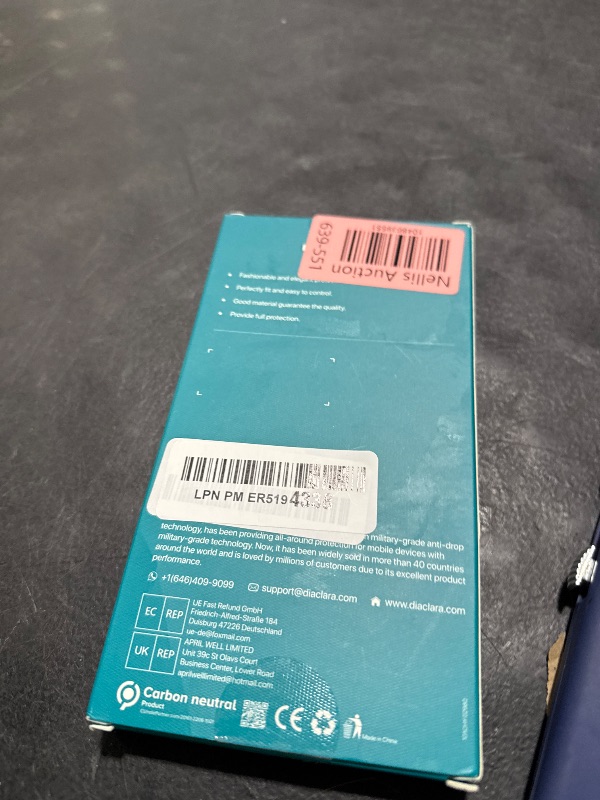 Nellis Auction
639-551
Fashionable and
Perfectly fit and easy to control.
Good material guarantee the quality.
Provide full protection.
LPN PM ER519
military-grade anti-drop
technology, has been providing all-around protection for mobile devices with
military-grade technology. Now, it has been widely sold in more than 40 countries
around the world and is loved by millions of customers due to its excellent product
performance.
+1(646)409-9099
support@diaclara.com
www.diaclara.com
EC REP
UE Fast Refund GmbH
Friedrich-Alfred-Straße 184
Duisburg 47226 Deutschland
ue-de@foxmail.com
UK REP
APRIL WELL LIMITED
Unit 39c St Olavs Court
Business Center, Lower Road
aprilwelllimited@hotmail.com
Carbon neutral
Product
CE
Made in China